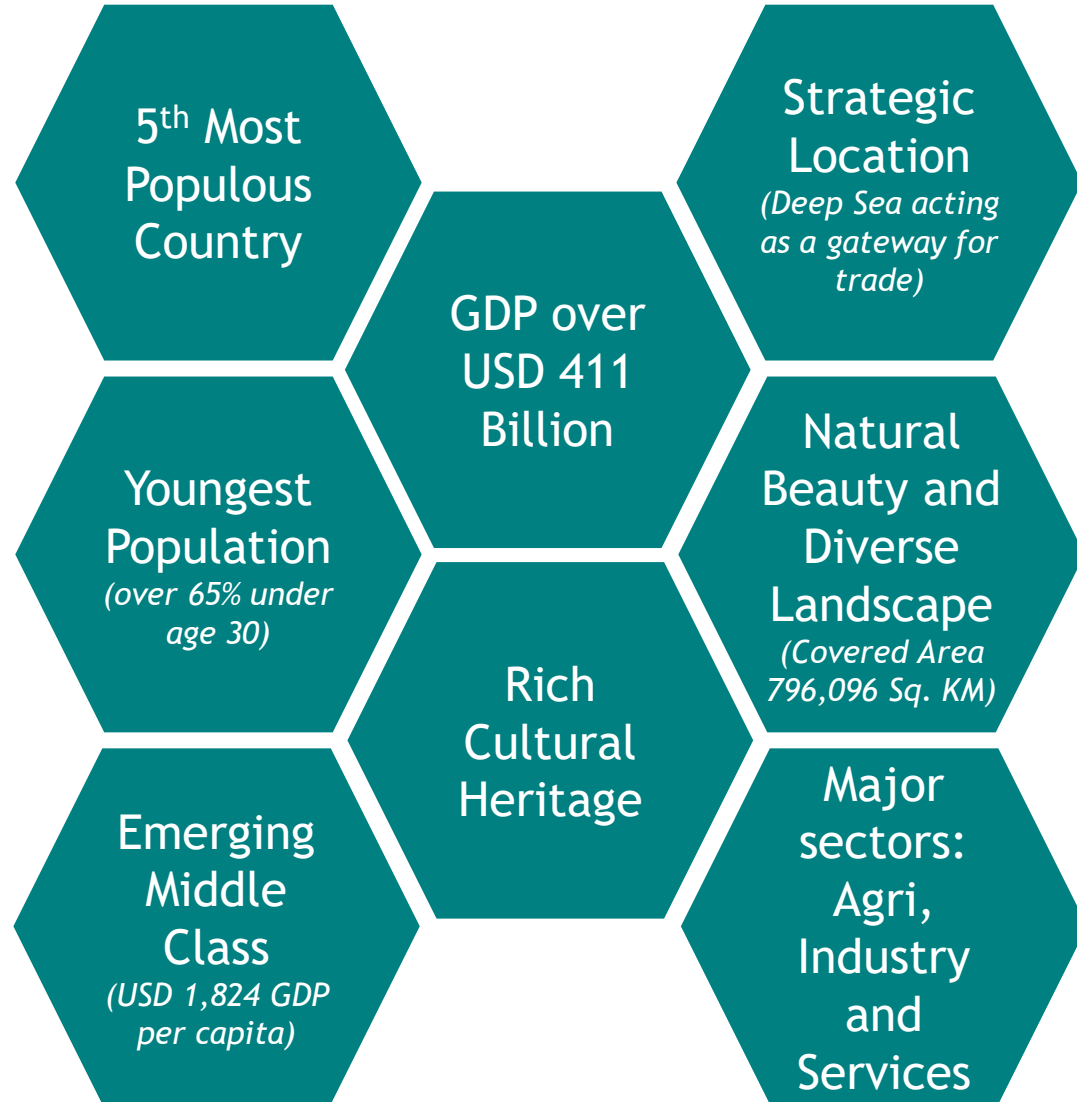 5th Most
Populous
Country
Strategic
Location
(Deep Sea acting
as a gateway for
trade)
GDP over
USD 411
Billion
Youngest
Population
(over 65% under
age 30)
Natural
Beauty and
Diverse
Landscape
(Covered Area
796,096 Sq. KM)
Rich
Cultural
Heritage
Emerging
Middle
Class
(USD 1,824 GDP
per capita)
Major
sectors:
Agri,
Industry
and
Services